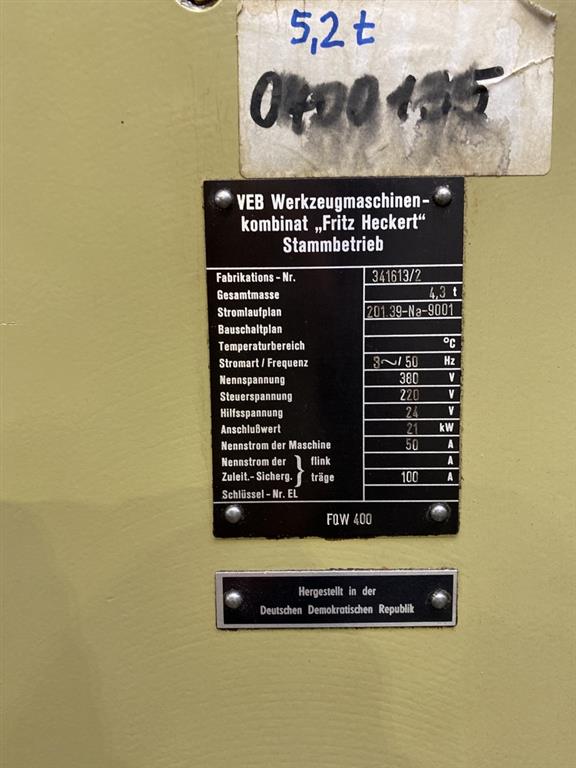 5,2 t
VEB Werkzeugmaschinen-
kombinat „Fritz Heckert“
Stammbetrieb
Fabrikations - Nr. 341613/2
Gesamtmasse 4,3 t
Stromlaufplan 201.39-Na-9001
Bauschaltplan
Temperaturbereich °C
Stromart / Frequenz 3~/50 Hz
Nennspannung 380 V
Steuerspannung 220 V
Hilfsspannung 24 V
Anschlußwert 21 kW
Nennstrom der Maschine 50 A
Nennstrom der } flink A
Zuleit.- Sicherg. } träge 100 A
Schlüssel - Nr. EL
FQW 400
Hergestellt in der
Deutschen Demokratischen Republik